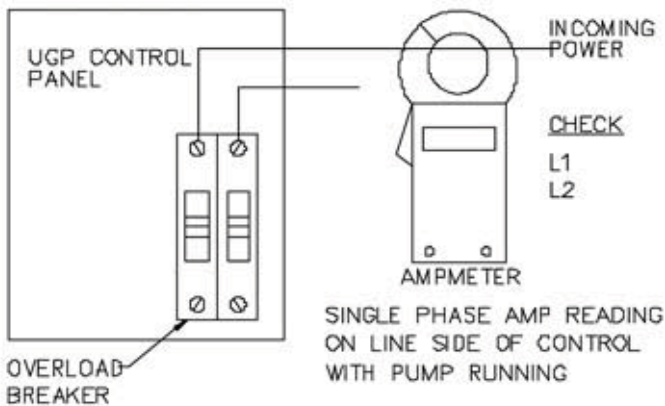 UGP CONTROL
PANEL
INCOMING
POWER
CHECK
L1
L2
AMPMETER
SINGLE PHASE AMP READING
ON LINE SIDE OF CONTROL
WITH PUMP RUNNING
OVERLOAD
BREAKER